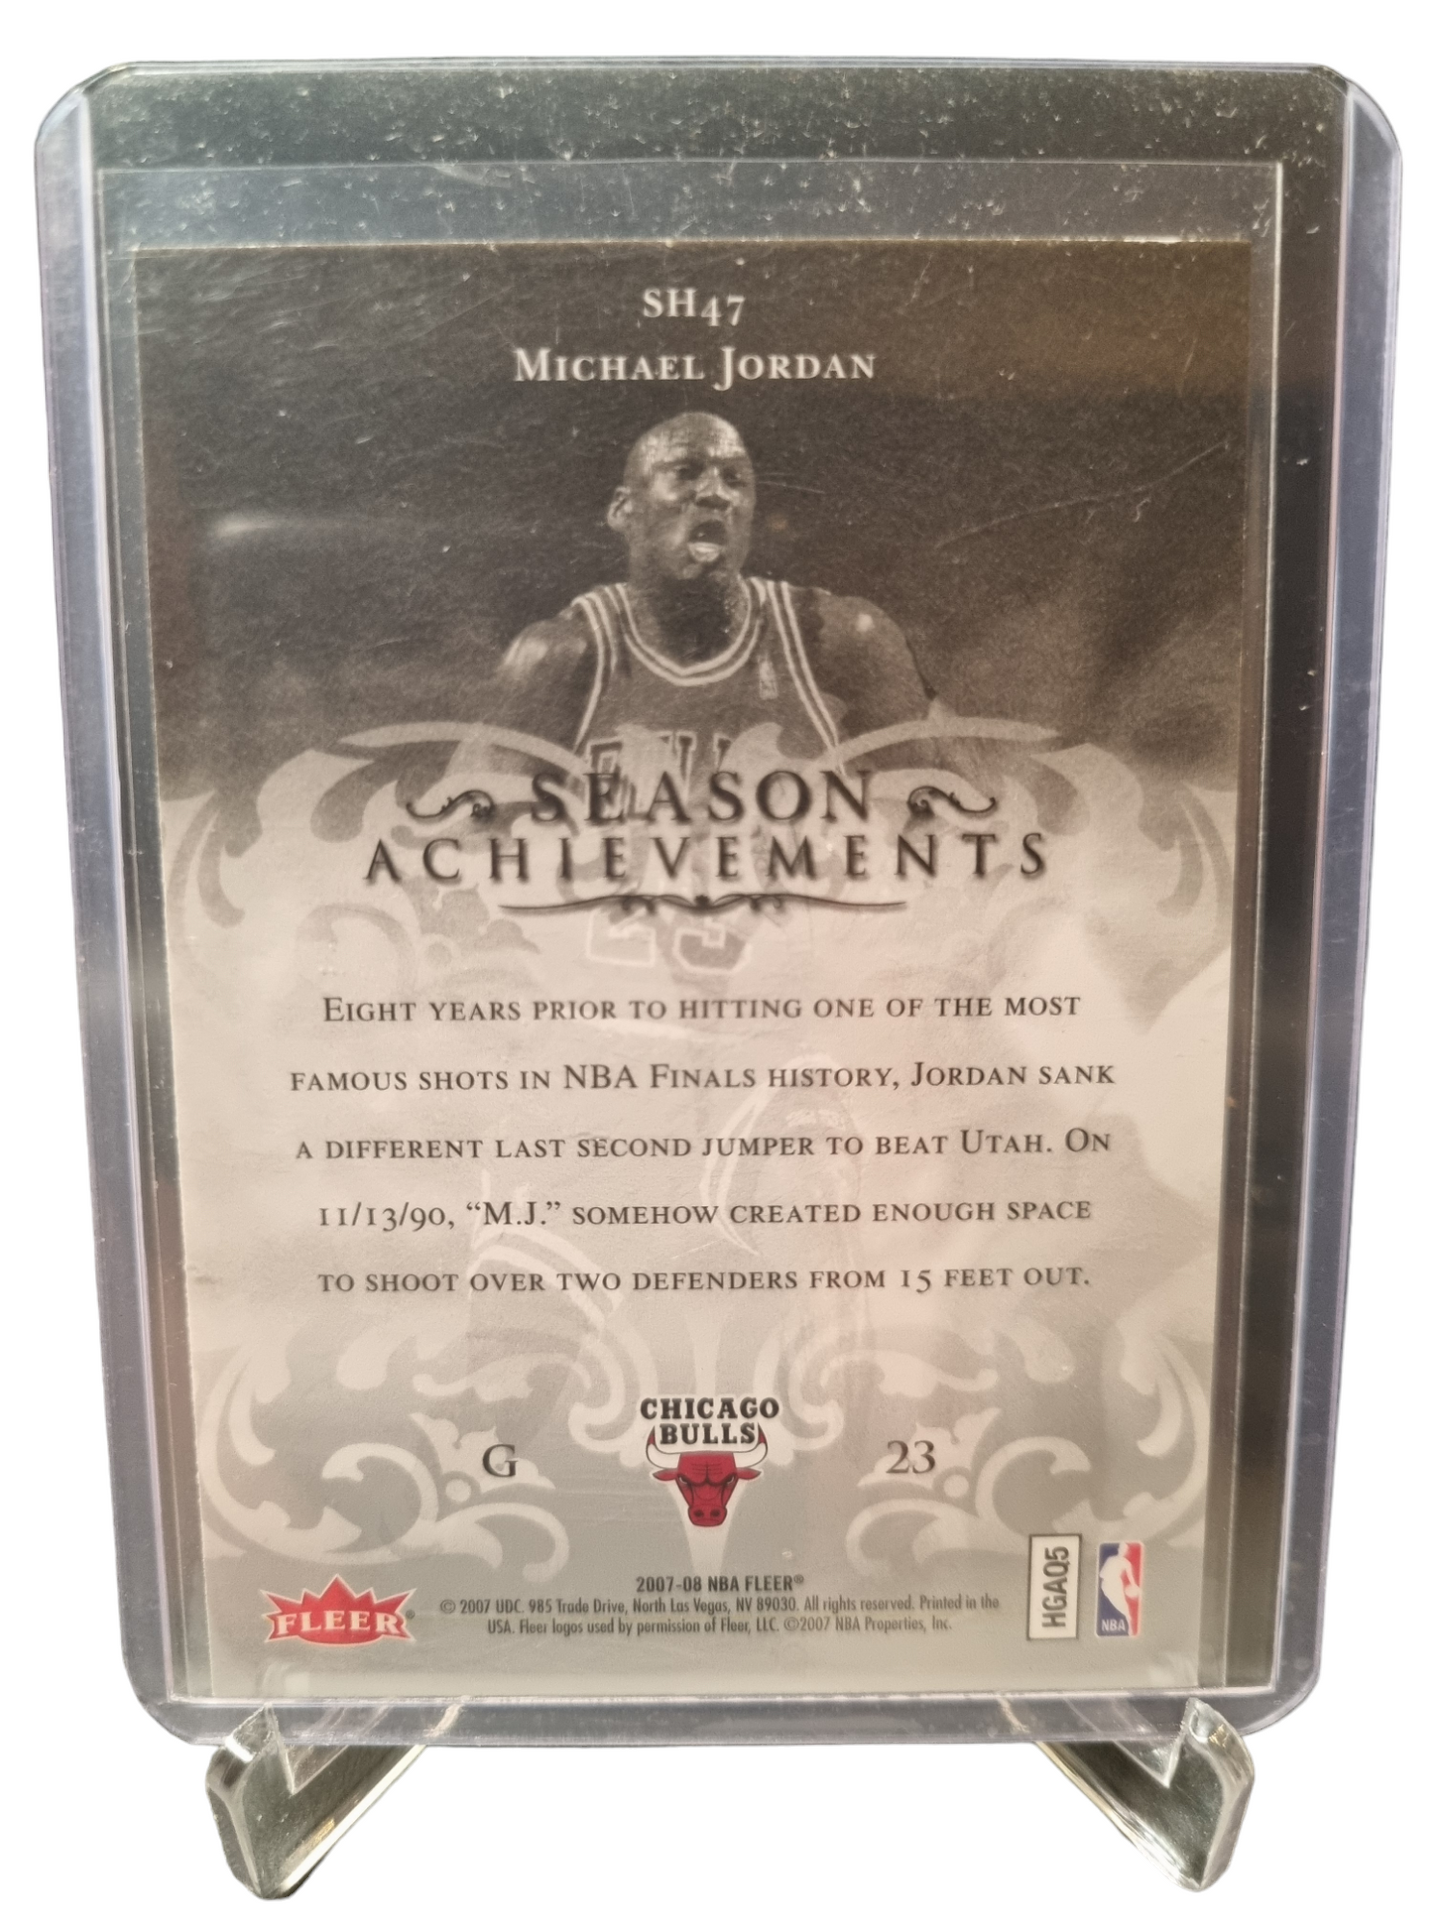 SH47
MICHAEL JORDAN
SEASON
ACHIEVEMENTS
23
EIGHT YEARS PRIOR TO HITTING ONE OF THE MOST
FAMOUS SHOTS IN NBA FINALS HISTORY, JORDAN SANK
A DIFFERENT LAST SECOND JUMPER TO BEAT UTAH. ON
11/13/90, “M.J.” SOMEHOW CREATED ENOUGH SPACE
TO SHOOT OVER TWO DEFENDERS FROM 15 FEET OUT.
CHICAGO
BULLS
G
23
HGAQ5
NBA
FLEER®
2007-08 NBA FLEER®
© 2007 UDC. 985 Trade Drive, North Las Vegas, NV 89030. All rights reserved. Printed in the
USA. Fleer logos used by permission of Fleer, LLC. ©2007 NBA Properties, Inc.